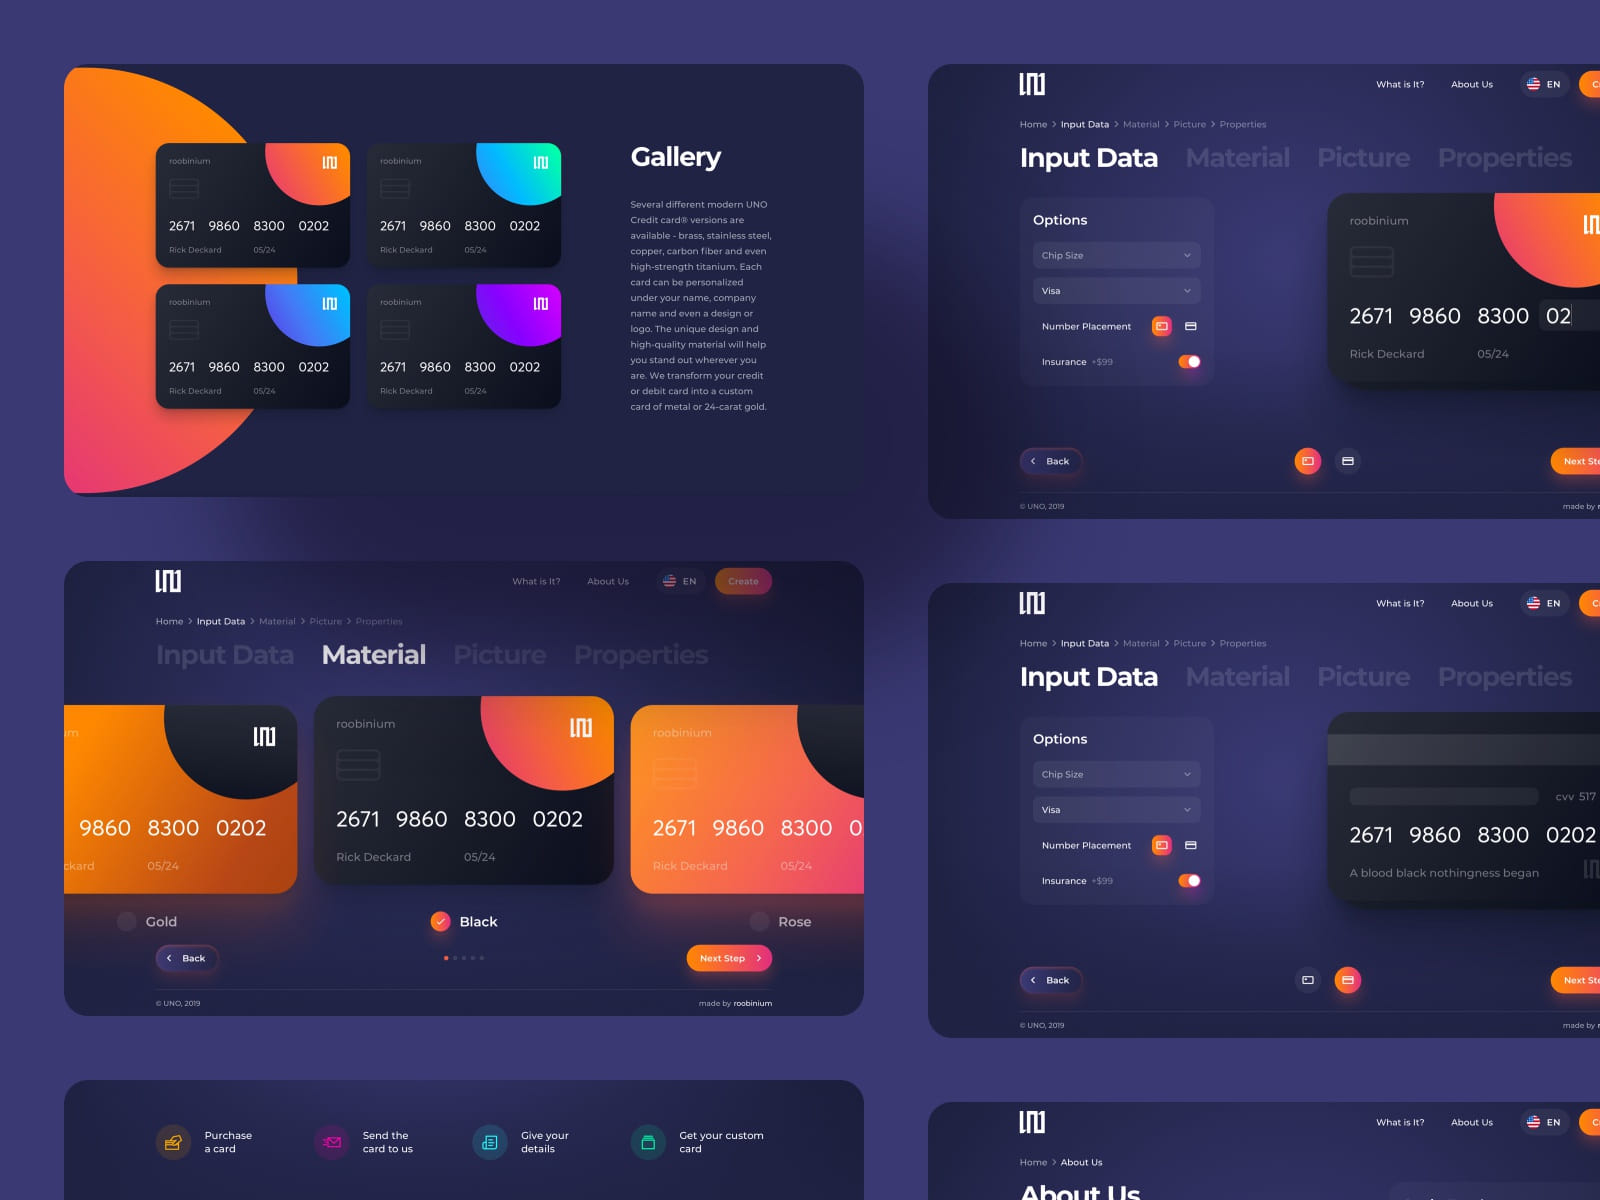 roobinium
2671 9860 8300 0202
Rick Deckard 05/24
roobinium
2671 9860 8300 0202
Rick Deckard 05/24
roobinium
2671 9860 8300 0202
Rick Deckard 05/24
roobinium
2671 9860 8300 0202
Rick Deckard 05/24
Gallery
Several different modern UNO
Credit card® versions are
available - brass, stainless steel,
copper, carbon fiber and even
high-strength titanium. Each
card can be personalized
under your name, company
name and even a design or
logo. The unique design and
high-quality material will help
you stand out wherever you
are. We transform your credit
or debit card into a custom
card of metal or 24-carat gold.
What is It? About Us EN
Home > Input Data > Material > Picture > Properties
Input Data Material Picture Properties
Options
Chip Size
Visa
Number Placement
Insurance +$99
roobinium
2671 9860 8300 02
Rick Deckard 05/24
Back
Next Ste
© UNO, 2019
made by
What is It? About Us EN Create
Home > Input Data > Material > Picture > Properties
Input Data Material Picture Properties
um
9860 8300 0202
ckard 05/24
roobinium
2671 9860 8300 0202
Rick Deckard 05/24
roobinium
2671 9860 8300 0
Rick Deckard 05/24
Gold
Black
Rose
Back
Next Step
© UNO, 2019
made by roobinium
What is It? About Us EN
Home > Input Data > Material > Picture > Properties
Input Data Material Picture Properties
Options
Chip Size
Visa
Number Placement
Insurance +$99
cvv 517
2671 9860 8300 0202
A blood black nothingness began
Back
Next Ste
© UNO, 2019
made by
Purchase
a card
Send the
card to us
Give your
details
Get your custom
card
What is It? About Us EN
Home > About Us
About Us